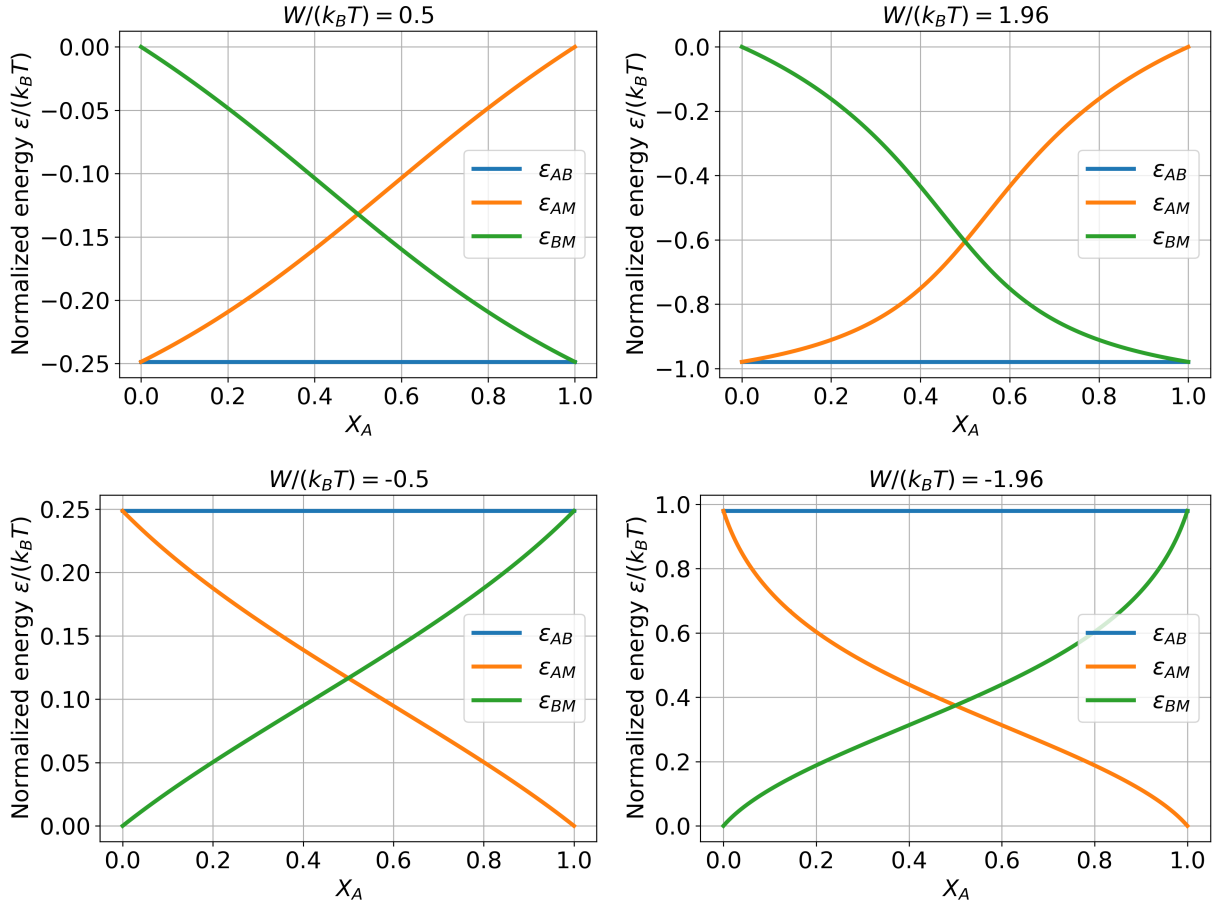 W/(k_BT) = 0.5
Normalized energy ε/(k_BT)
0.00
−0.05
−0.10
−0.15
−0.20
−0.25
ε_AB
ε_AM
ε_BM
0.0 0.2 0.4 0.6 0.8 1.0
X_A
W/(k_BT) = 1.96
Normalized energy ε/(k_BT)
0.0
−0.2
−0.4
−0.6
−0.8
−1.0
ε_AB
ε_AM
ε_BM
0.0 0.2 0.4 0.6 0.8 1.0
X_A
W/(k_BT) = -0.5
Normalized energy ε/(k_BT)
0.25
0.20
0.15
0.10
0.05
0.00
ε_AB
ε_AM
ε_BM
0.0 0.2 0.4 0.6 0.8 1.0
X_A
W/(k_BT) = -1.96
Normalized energy ε/(k_BT)
1.0
0.8
0.6
0.4
0.2
0.0
ε_AB
ε_AM
ε_BM
0.0 0.2 0.4 0.6 0.8 1.0
X_A